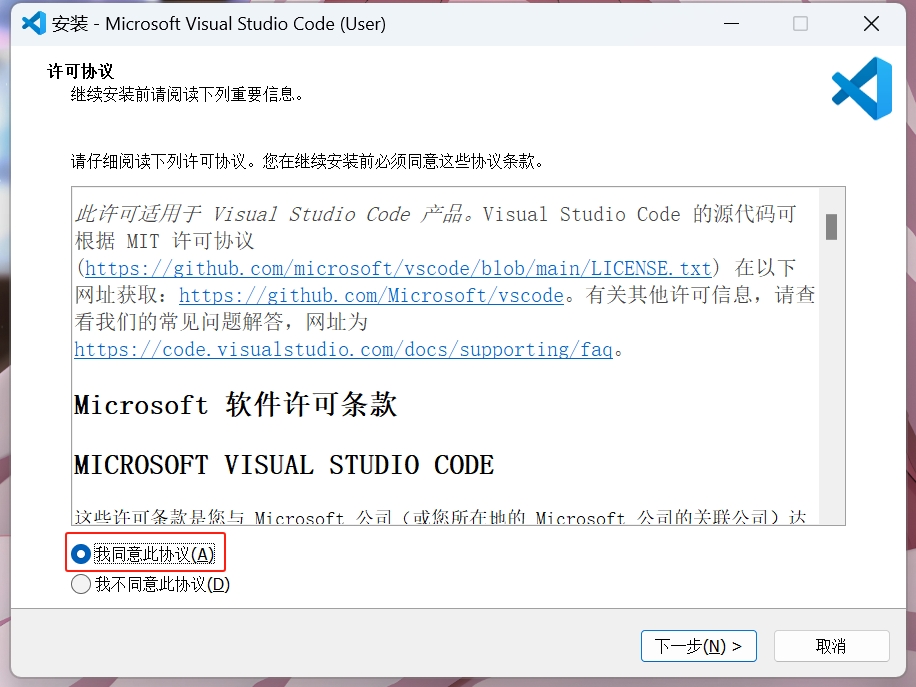 安装 - Microsoft Visual Studio Code (User)
许可协议
继续安装前请阅读下列重要信息。
请仔细阅读下列许可协议。您在继续安装前必须同意这些协议条款。
此许可适用于 Visual Studio Code 产品。Visual Studio Code 的源代码可
根据 MIT 许可协议
(https://github.com/microsoft/vscode/blob/main/LICENSE.txt) 在以下
网址获取：https://github.com/Microsoft/vscode。有关其他许可信息，请查
看我们的常见问题解答，网址为
https://code.visualstudio.com/docs/supporting/faq。
Microsoft 软件许可条款
MICROSOFT VISUAL STUDIO CODE
这些许可条款是您与 Microsoft 公司（或您所在地的 Microsoft 公司的关联公司）达
我同意此协议(A)
我不同意此协议(D)
下一步(N) >
取消